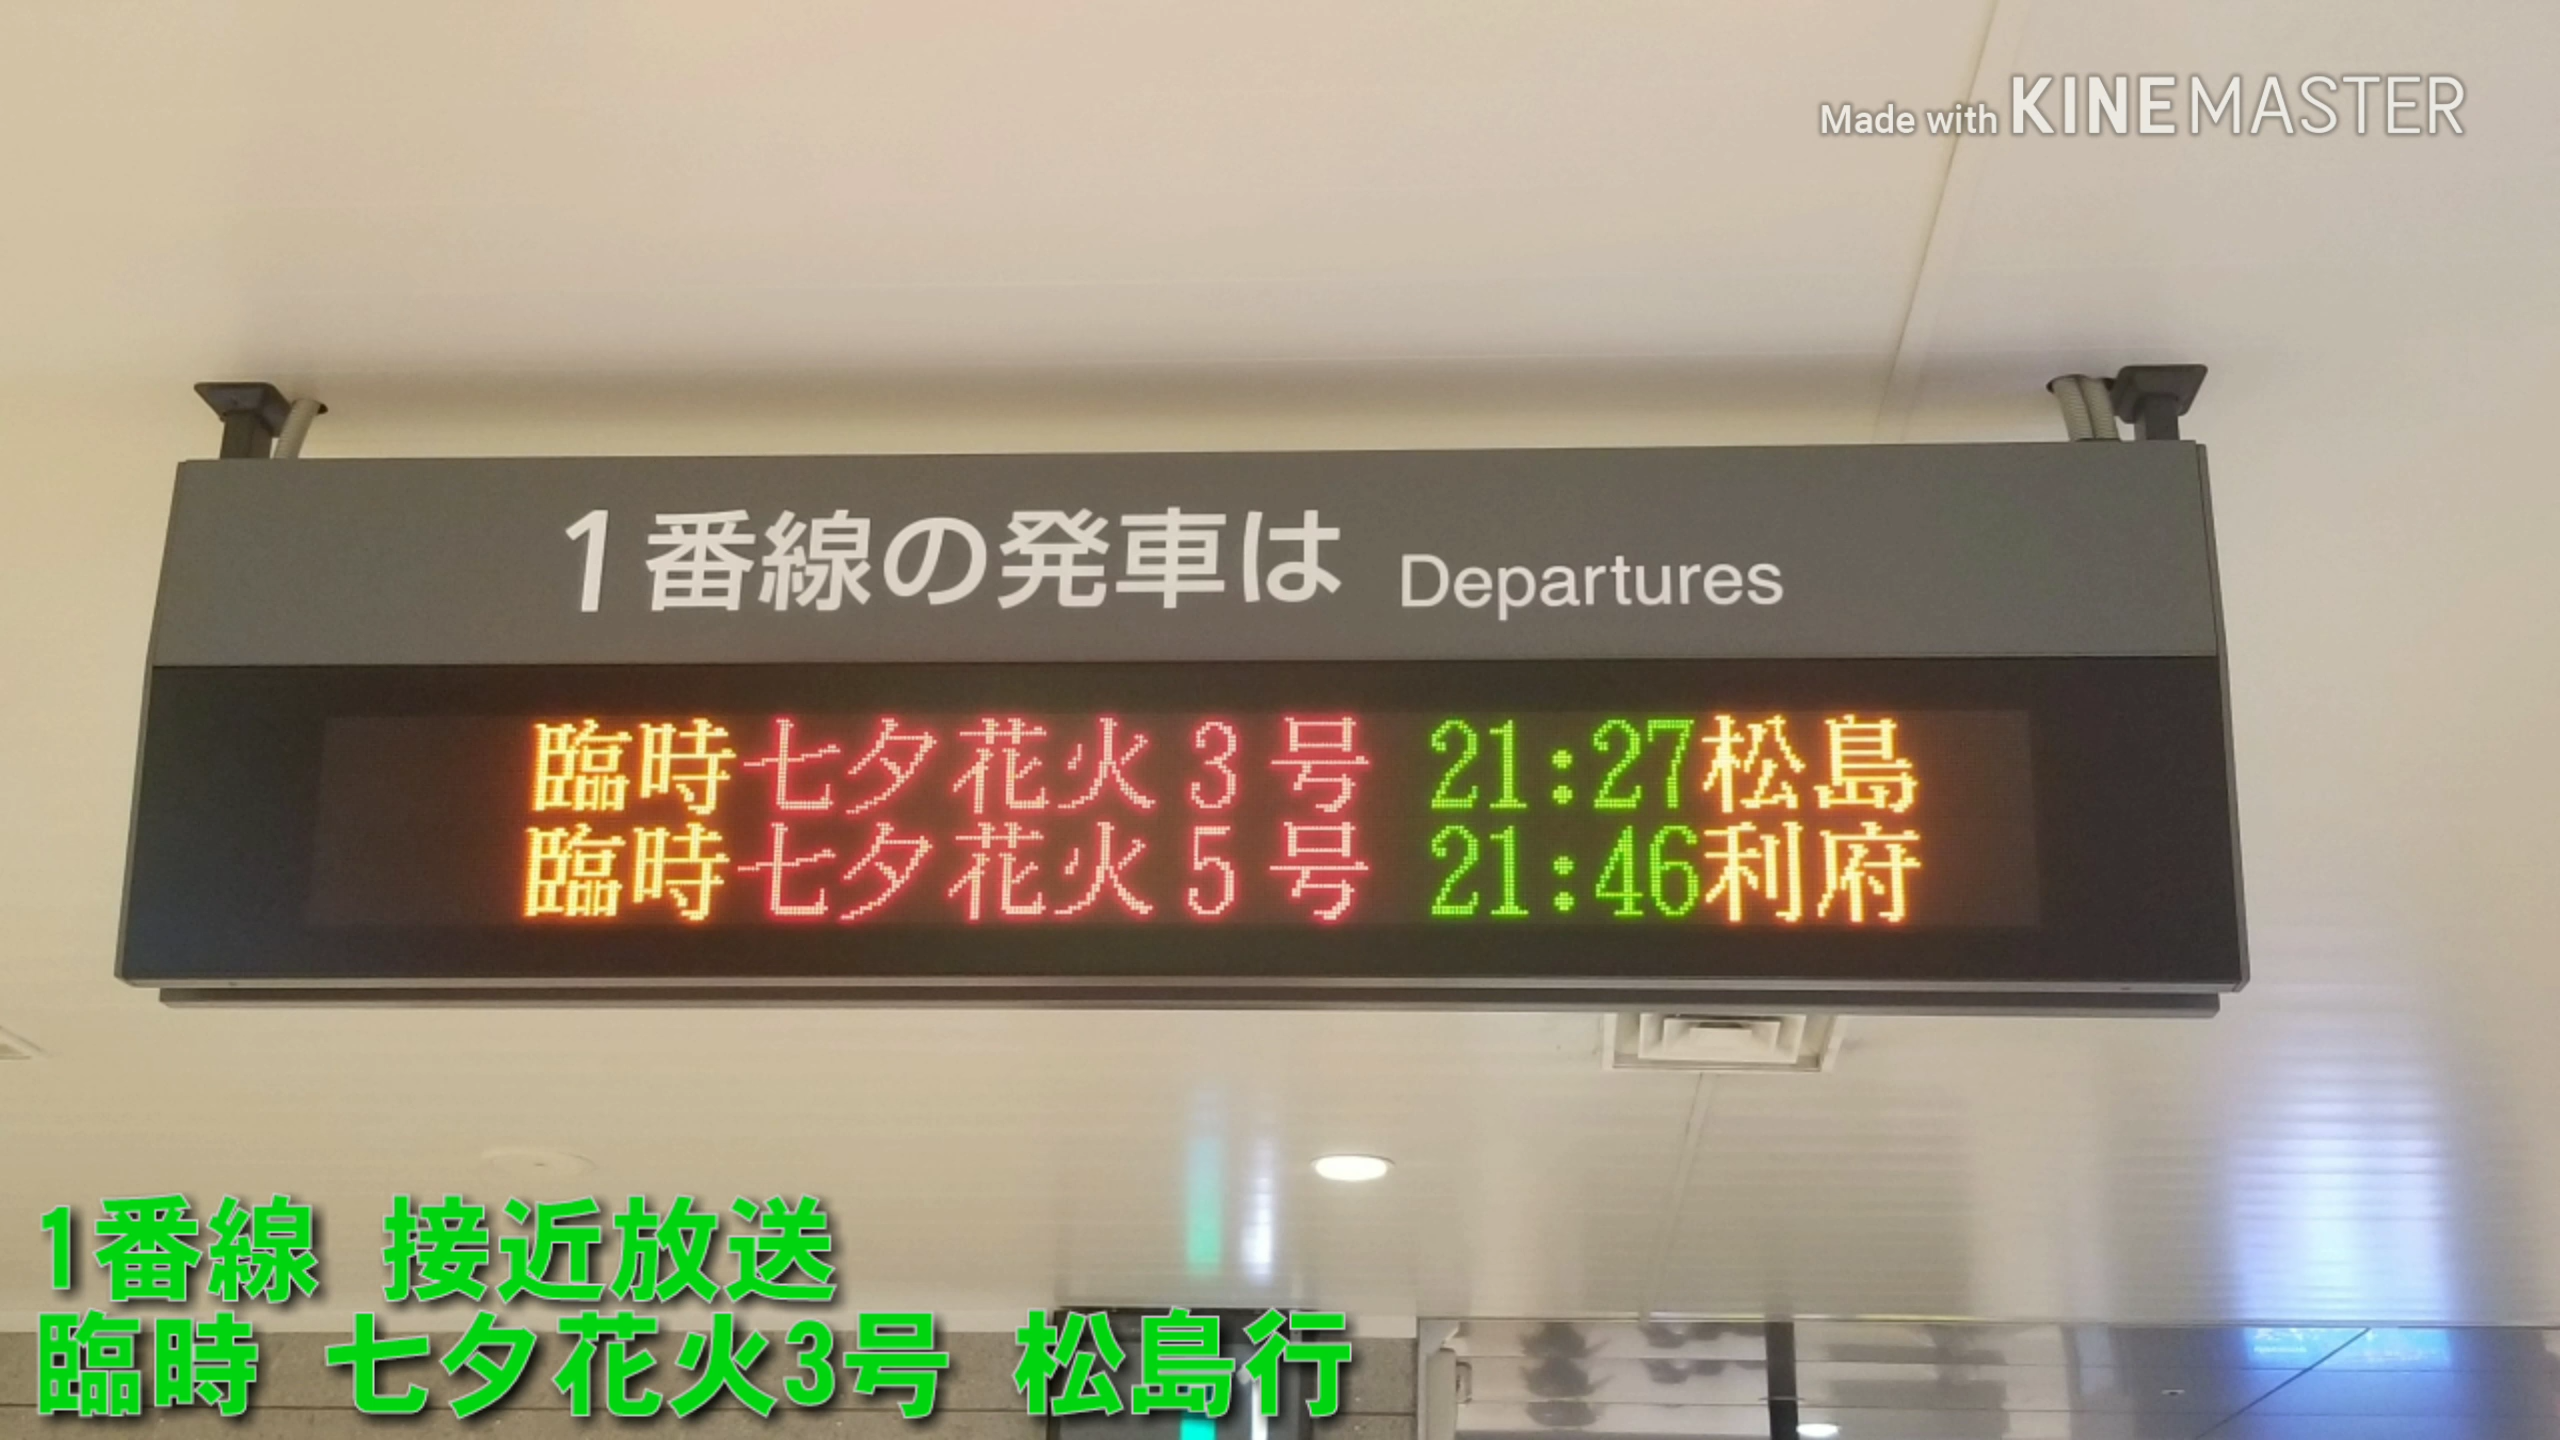 Made with KINEMASTER
1番線の発車は Departures
臨時七夕花火3号 21:27松島
臨時七夕花火5号 21:46利府
1番線 接近放送
臨時 七夕花火3号 松島行